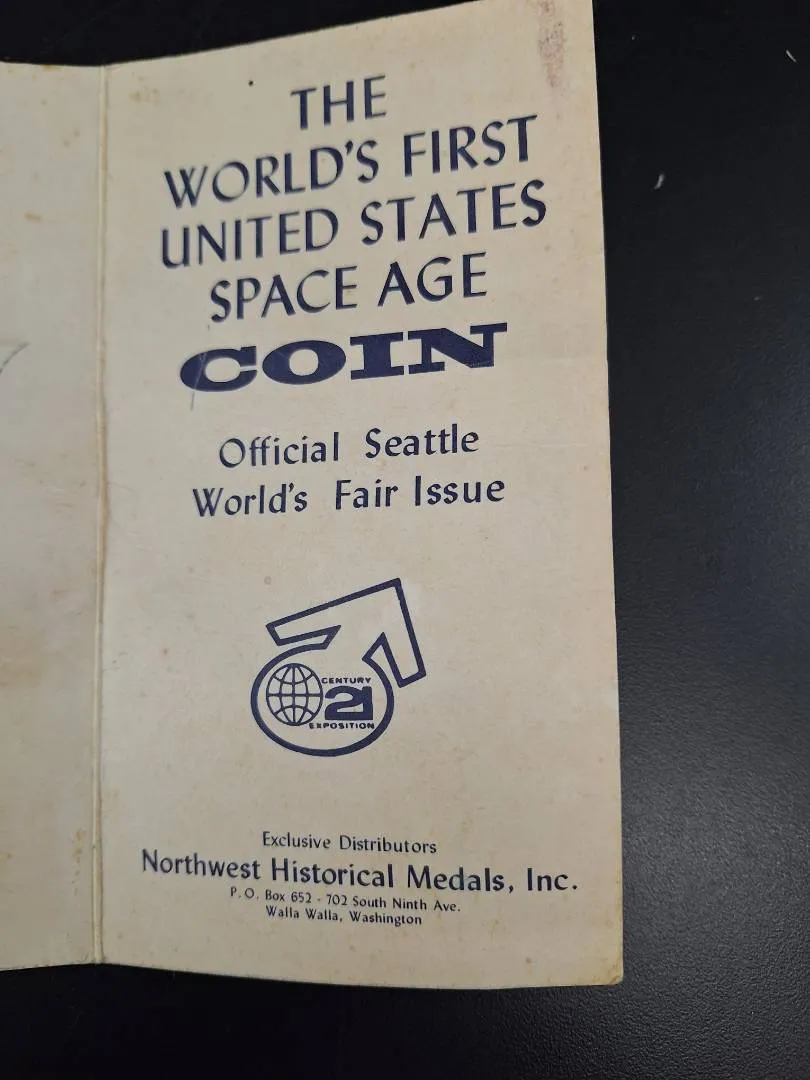 THE
WORLD'S FIRST
UNITED STATES
SPACE AGE
COIN
Official Seattle
World's Fair Issue
CENTURY
21
EXPOSITION
Exclusive Distributors
Northwest Historical Medals, Inc.
P.O. Box 652 - 702 South Ninth Ave.
Walla Walla, Washington